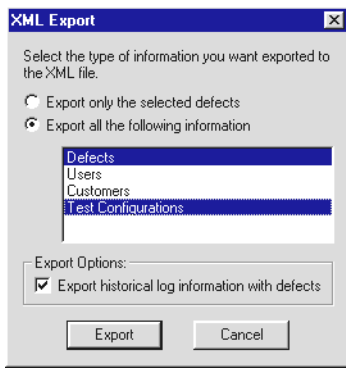 XML Export
Select the type of information you want exported to
the XML file.
Export only the selected defects
Export all the following information
Defects
Users
Customers
Test Configurations
Export Options:
Export historical log information with defects
Export
Cancel